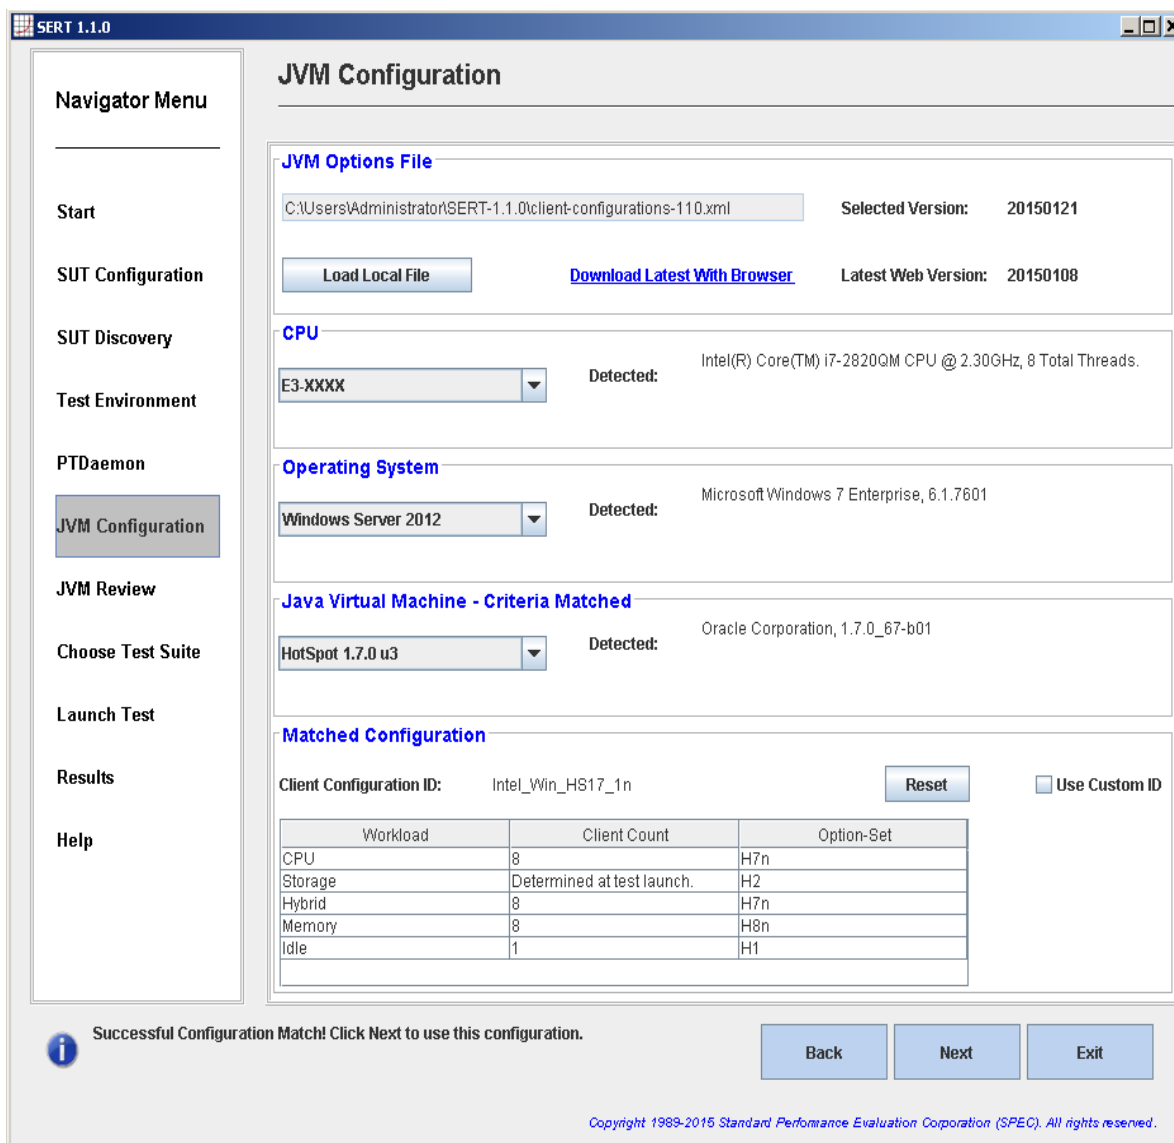 SERT 1.1.0
Navigator Menu
Start
SUT Configuration
SUT Discovery
Test Environment
PTDaemon
JVM Configuration
JVM Review
Choose Test Suite
Launch Test
Results
Help
JVM Configuration
JVM Options File
C:\Users\Administrator\SERT-1.1.0\client-configurations-110.xml Selected Version: 20150121
Load Local File Download Latest With Browser Latest Web Version: 20150108
CPU
E3-XXXX Detected: Intel(R) Core(TM) i7-2820QM CPU @ 2.30GHz, 8 Total Threads.
Operating System
Windows Server 2012 Detected: Microsoft Windows 7 Enterprise, 6.1.7601
Java Virtual Machine - Criteria Matched
HotSpot 1.7.0 u3 Detected: Oracle Corporation, 1.7.0_67-b01
Matched Configuration
Client Configuration ID: Intel_Win_HS17_1n Reset Use Custom ID
Workload Client Count Option-Set
CPU 8 H7n
Storage Determined at test launch. H2
Hybrid 8 H7n
Memory 8 H8n
Idle 1 H1
Successful Configuration Match! Click Next to use this configuration.
Back Next Exit
Copyright 1989-2015 Standard Performance Evaluation Corporation (SPEC). All rights reserved.